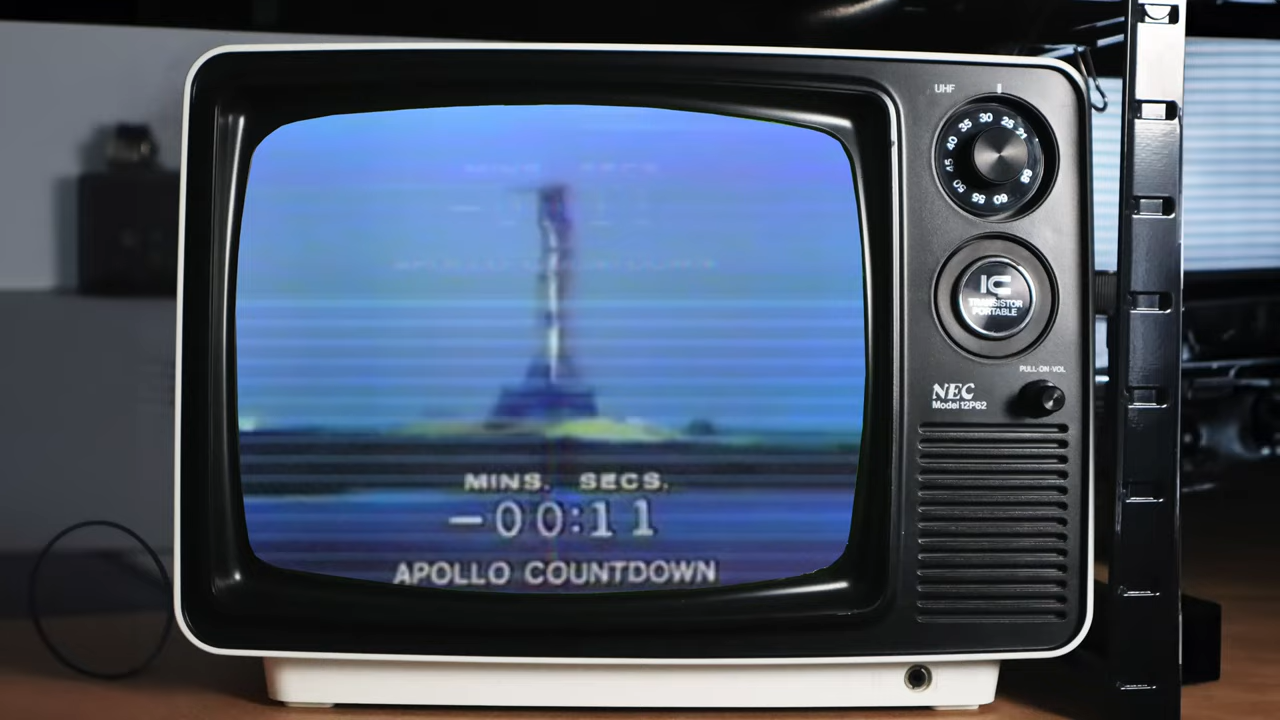 MINS. SECS.
–00:11
APOLLO COUNTDOWN
UHF
21
25
30
35
40
45
50
55
60
69
IC
TRANSISTOR
PORTABLE
PULL-ON-VOL
NEC
Model 12P62